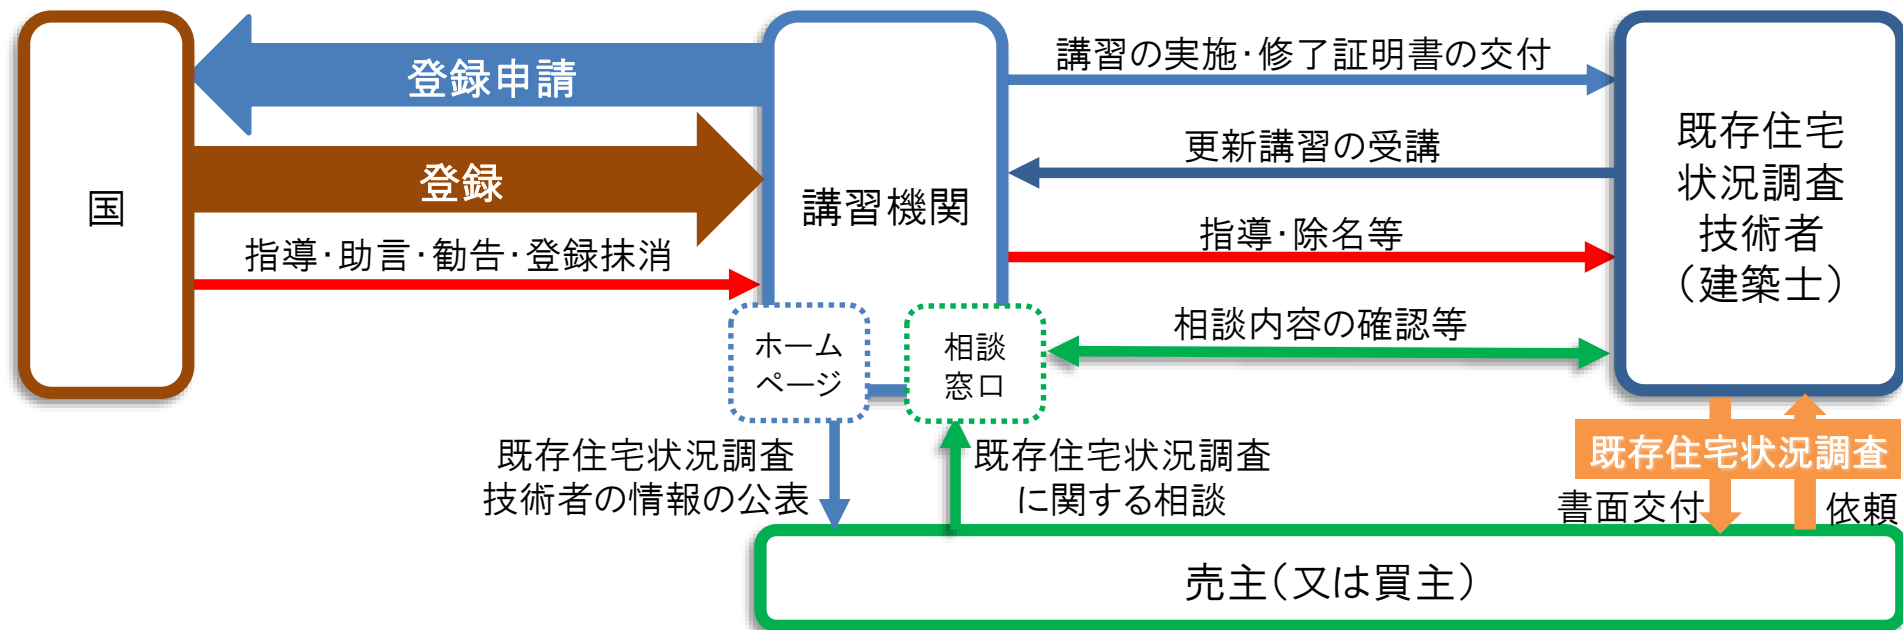 国
登録申請
登録
指導・助言・勧告・登録抹消
講習機関
ホーム
ページ
相談
窓口
講習の実施・修了証明書の交付
更新講習の受講
指導・除名等
相談内容の確認等
既存住宅
状況調査
技術者
（建築士）
既存住宅状況調査
技術者の情報の公表
既存住宅状況調査
に関する相談
既存住宅状況調査
書面交付
依頼
売主（又は買主）